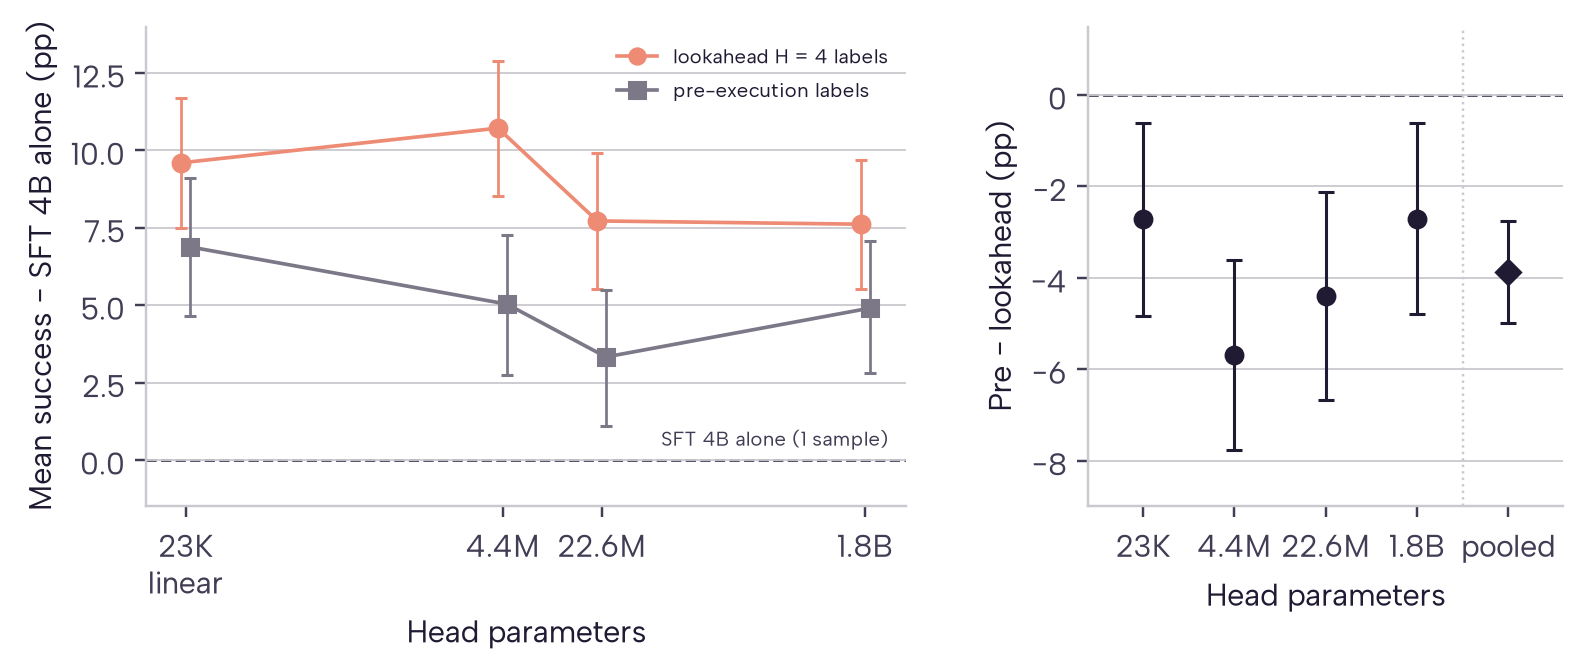 Mean success – SFT 4B alone (pp)
12.5
10.0
7.5
5.0
2.5
0.0
lookahead H = 4 labels
pre-execution labels
SFT 4B alone (1 sample)
23K
linear
4.4M
22.6M
1.8B
Head parameters
Pre – lookahead (pp)
0
−2
−4
−6
−8
23K
4.4M
22.6M
1.8B
pooled
Head parameters